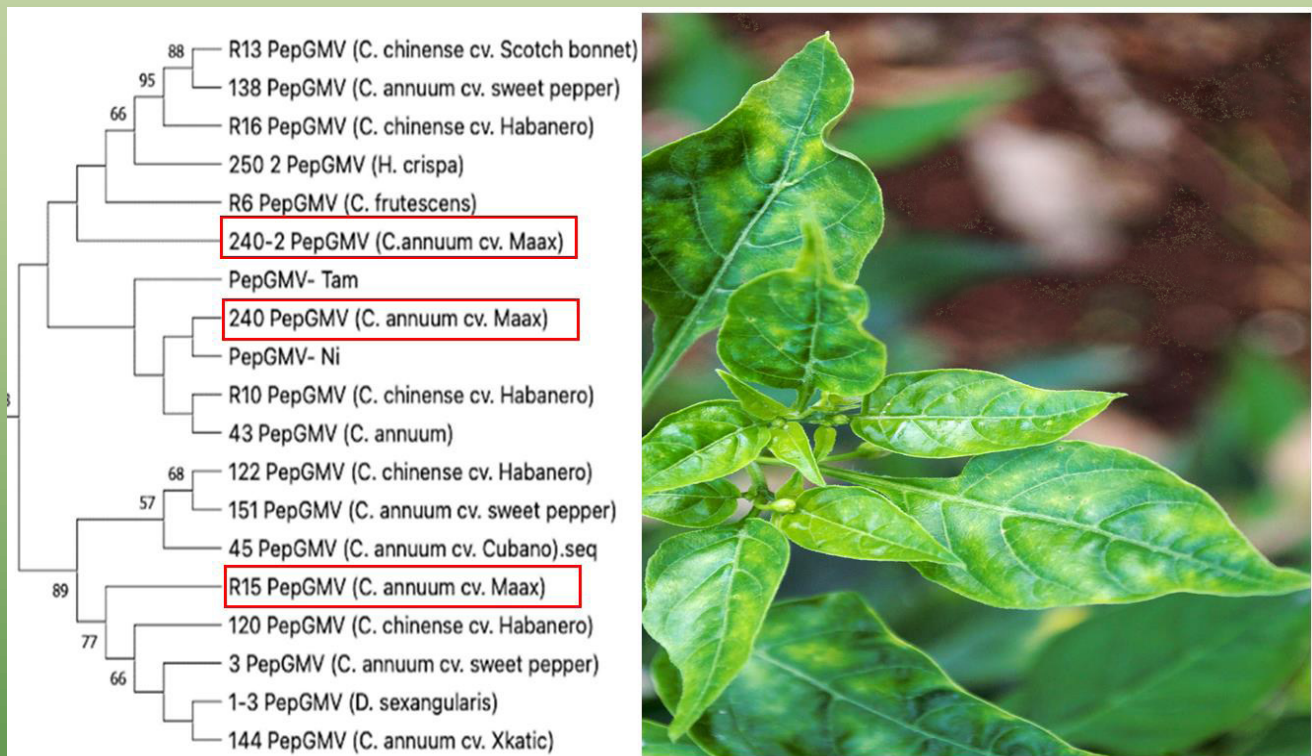 88
R13 PepGMV (C. chinense cv. Scotch bonnet)
95
138 PepGMV (C. annuum cv. sweet pepper)
66
R16 PepGMV (C. chinense cv. Habanero)
250 2 PepGMV (H. crispa)
R6 PepGMV (C. frutescens)
240-2 PepGMV (C.annuum cv. Maax)
PepGMV- Tam
240 PepGMV (C. annuum cv. Maax)
PepGMV- Ni
R10 PepGMV (C. chinense cv. Habanero)
43 PepGMV (C. annuum)
68
122 PepGMV (C. chinense cv. Habanero)
57
151 PepGMV (C. annuum cv. sweet pepper)
45 PepGMV (C. annuum cv. Cubano).seq
89
R15 PepGMV (C. annuum cv. Maax)
77
120 PepGMV (C. chinense cv. Habanero)
66
3 PepGMV (C. annuum cv. sweet pepper)
1-3 PepGMV (D. sexangularis)
144 PepGMV (C. annuum cv. Xkatic)